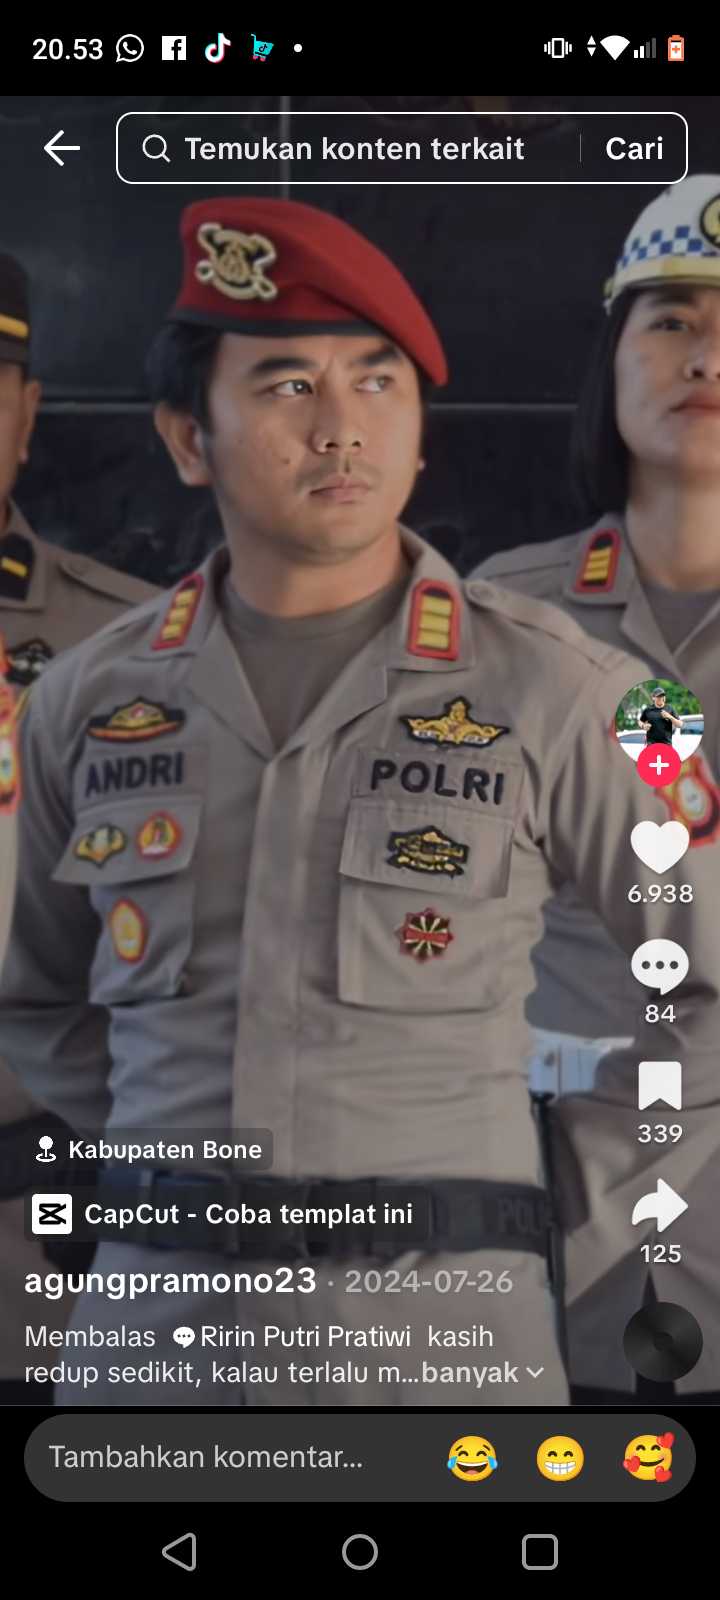 20.53
Temukan konten terkait
Cari
ANDRI
POLRI
6.938
84
339
125
Kabupaten Bone
CapCut - Coba templat ini
agungpramono23 · 2024-07-26
Membalas Ririn Putri Pratiwi kasih
redup sedikit, kalau terlalu m...banyak
Tambahkan komentar...